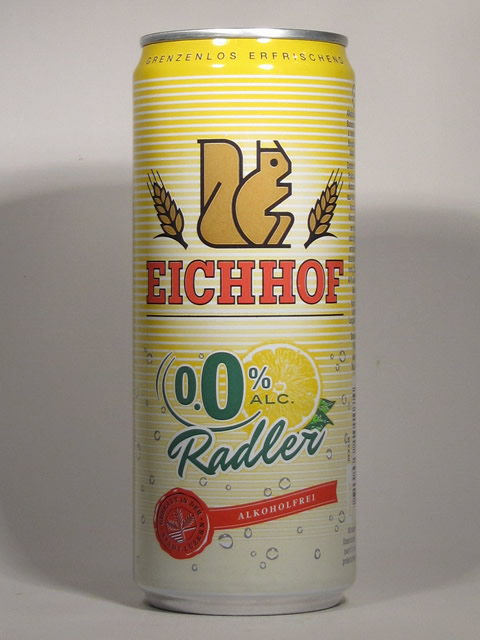 GRENZENLOS ERFRISCHEND
EICHHOF
0.0%
ALC.
Radler
ALKOHOLFREI